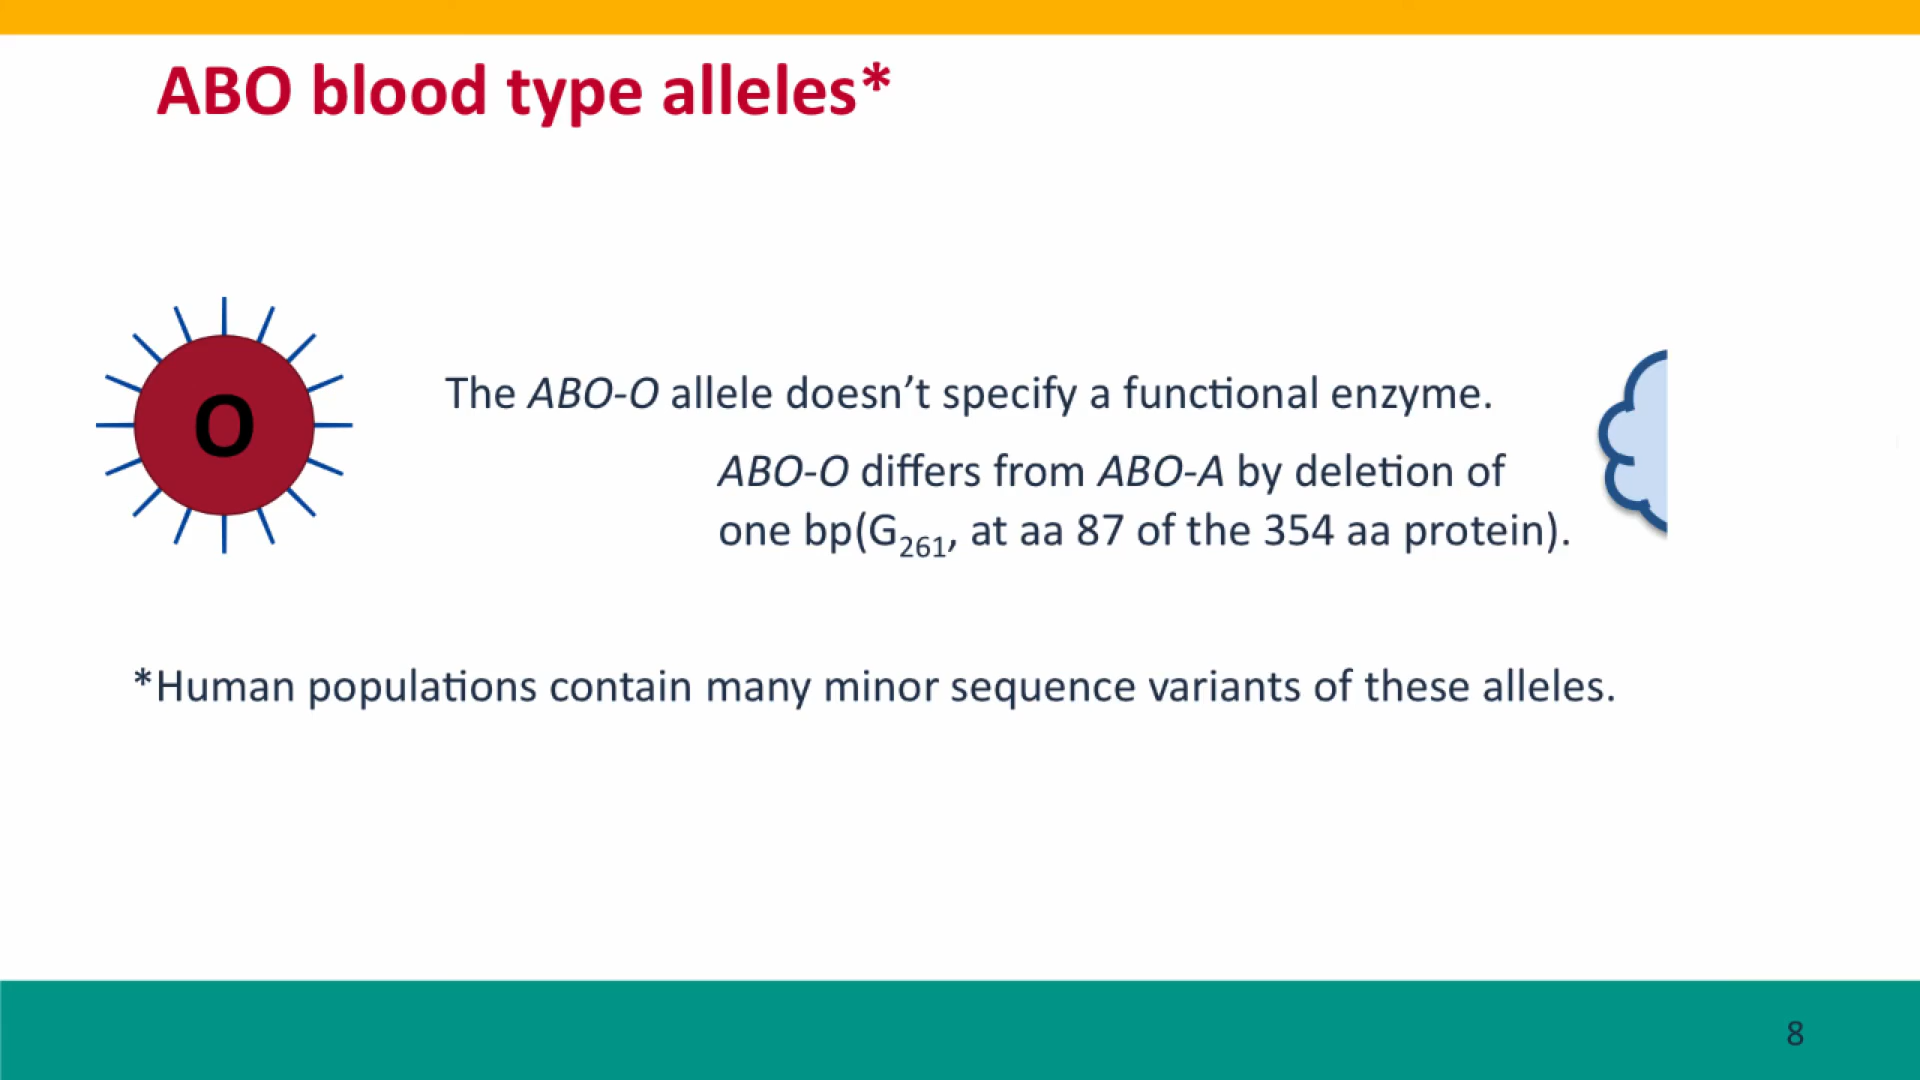 ABO blood type alleles*
O
The ABO-O allele doesn’t specify a functional enzyme.
ABO-O differs from ABO-A by deletion of
one bp(G261, at aa 87 of the 354 aa protein).
*Human populations contain many minor sequence variants of these alleles.
8